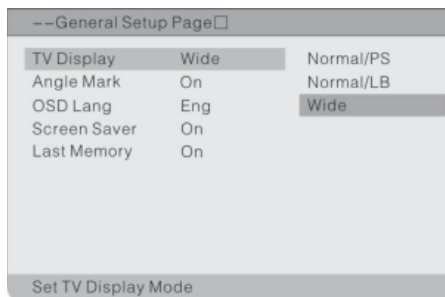 --General Setup Page□
TV Display Wide Normal/PS
Angle Mark On Normal/LB
OSD Lang Eng Wide
Screen Saver On
Last Memory On
Set TV Display Mode